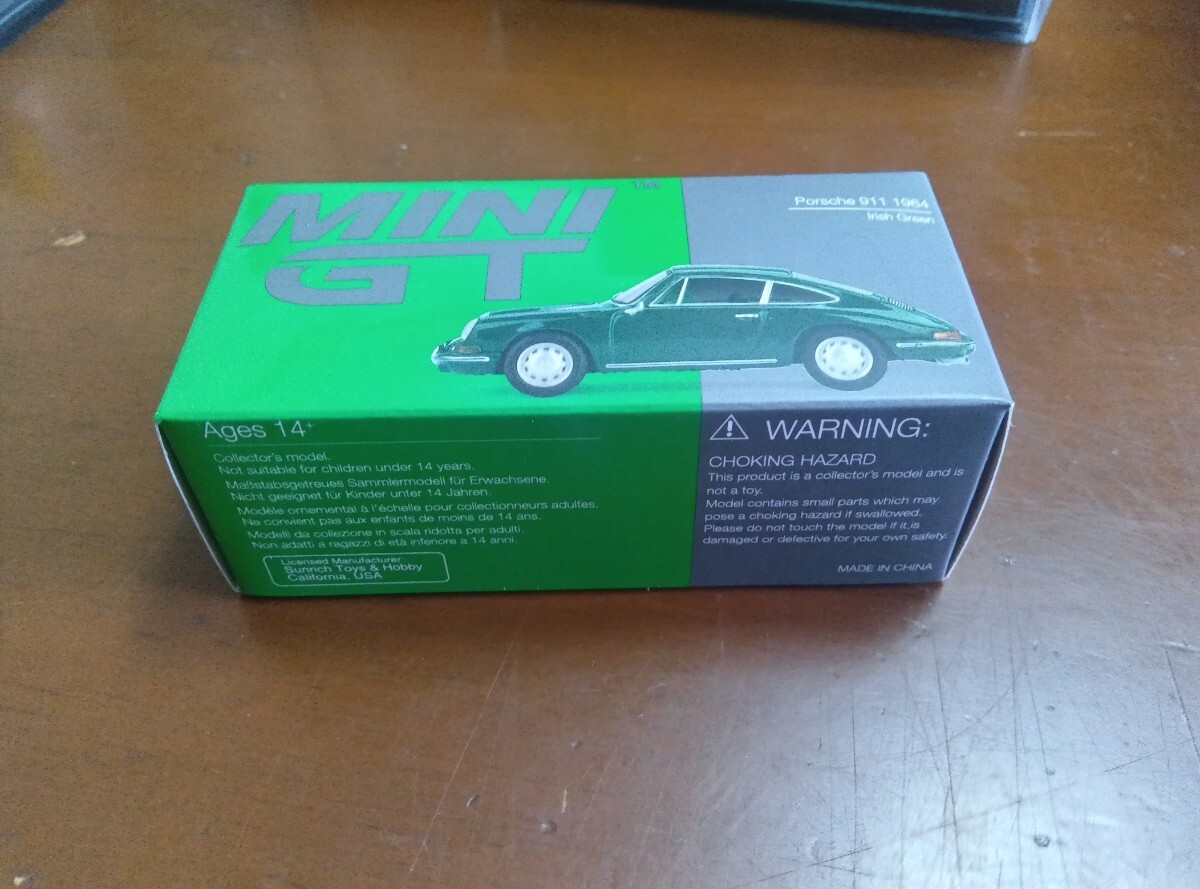 MINI
GT
Porsche 911 1964
Irish Green
Ages 14+
Collector's model.
Not suitable for children under 14 years.
Maßstabsgetreues Sammlermodell für Erwachsene.
Nicht geeignet für Kinder unter 14 Jahren.
Modèle ornemental à l'échelle pour collectionneurs adultes.
Ne convient pas aux enfants de moins de 14 ans.
Modelli da collezione in scala ridotta per adulti.
Non adatti a ragazzi di età inferiore a 14 anni.
Licensed Manufacturer:
Sunrich Toys & Hobby
California, USA
WARNING:
CHOKING HAZARD
This product is a collector's model and is
not a toy.
Model contains small parts which may
pose a choking hazard if swallowed.
Please do not touch the model if it is
damaged or defective for your own safety.
MADE IN CHINA